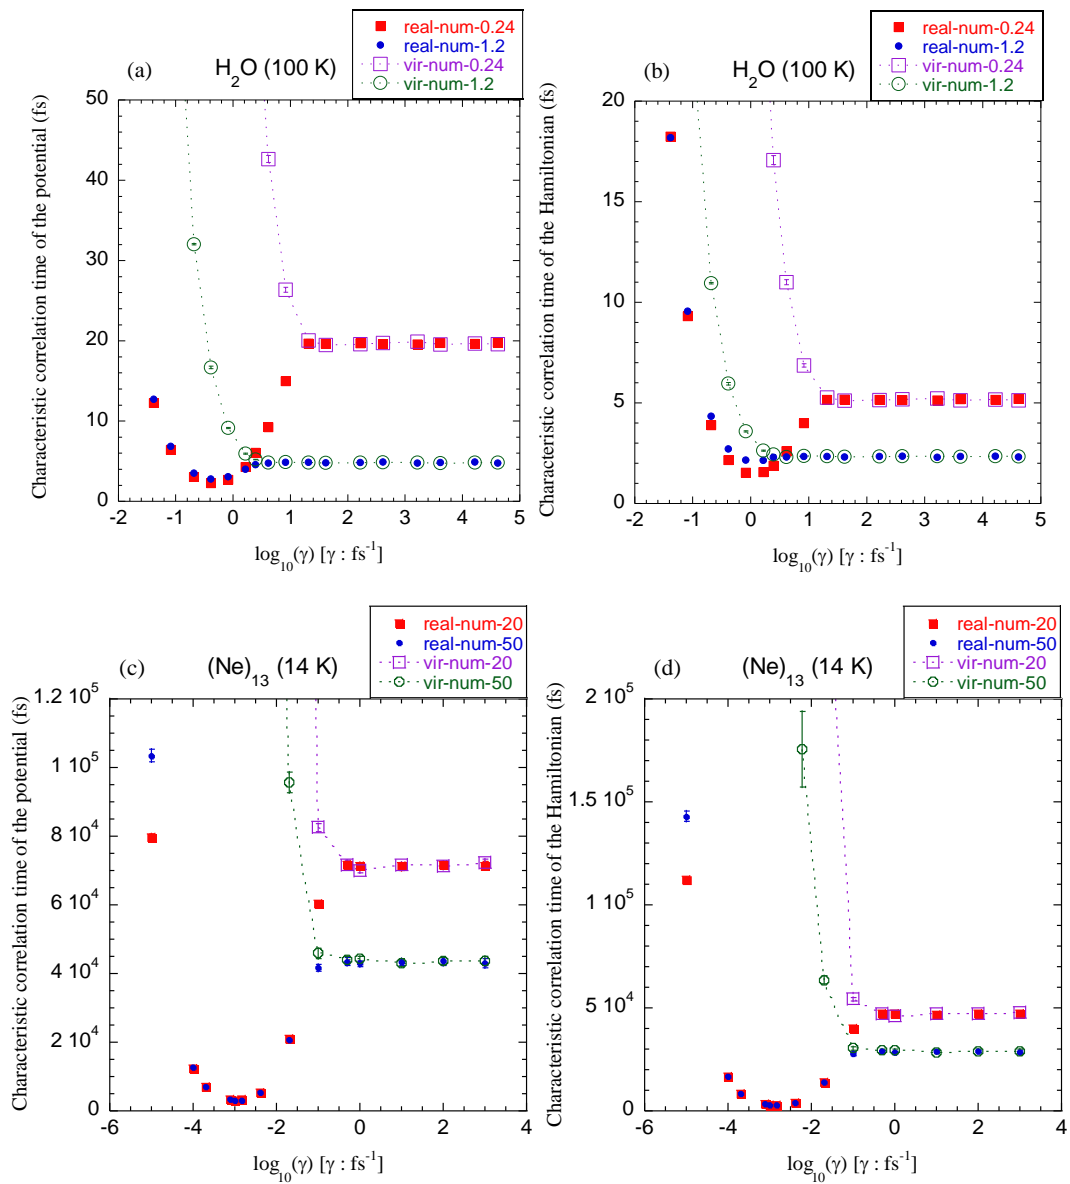 real-num-0.24
real-num-1.2
vir-num-0.24
vir-num-1.2
(a)
H2O (100 K)
Characteristic correlation time of the potential (fs)
50
40
30
20
10
0
-2 -1 0 1 2 3 4 5
log10(γ) [γ : fs-1]
real-num-0.24
real-num-1.2
vir-num-0.24
vir-num-1.2
(b)
H2O (100 K)
Characteristic correlation time of the Hamiltonian (fs)
20
15
10
5
0
-2 -1 0 1 2 3 4 5
log10(γ) [γ : fs-1]
real-num-20
real-num-50
vir-num-20
vir-num-50
(c)
(Ne)13 (14 K)
Characteristic correlation time of the potential (fs)
1.2 10^5
1 10^5
8 10^4
6 10^4
4 10^4
2 10^4
0
-6 -4 -2 0 2 4
log10(γ) [γ : fs-1]
real-num-20
real-num-50
vir-num-20
vir-num-50
(d)
(Ne)13 (14 K)
Characteristic correlation time of the Hamiltonian (fs)
2 10^5
1.5 10^5
1 10^5
5 10^4
0
-6 -4 -2 0 2 4
log10(γ) [γ : fs-1]